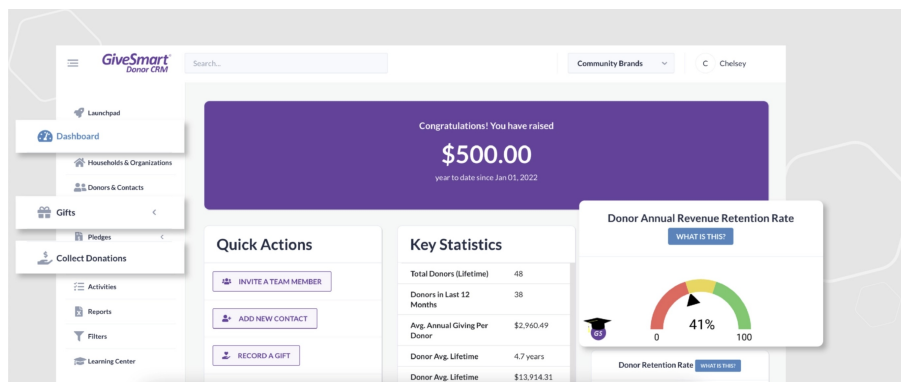 GiveSmart
Donor CRM
Search...
Community Brands
C Chelsey
Launchpad
Dashboard
Households & Organizations
Donors & Contacts
Gifts
Pledges
Collect Donations
Activities
Reports
Filters
Learning Center
Congratulations! You have raised
$500.00
year to date since Jan 01, 2022
Quick Actions
INVITE A TEAM MEMBER
ADD NEW CONTACT
RECORD A GIFT
Key Statistics
Total Donors (Lifetime) 48
Donors in Last 12
Months 38
Avg. Annual Giving Per
Donor $2,960.49
Donor Avg. Lifetime 4.7 years
Donor Avg. Lifetime $13,914.31
Donor Annual Revenue Retention Rate
WHAT IS THIS?
GS
41%
0 100
Donor Retention Rate WHAT IS THIS?